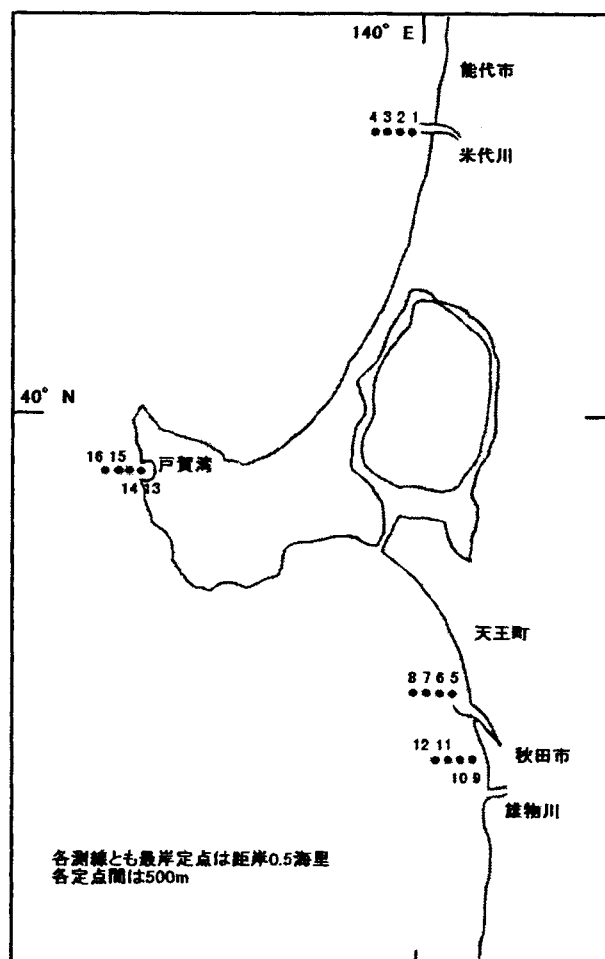 140° E
能代市
4 3 2 1
米代川
40° N
16 15
戸賀湾
14 13
天王町
8 7 6 5
12 11
秋田市
10 9
雄物川
各測線とも最岸定点は距岸0.5海里
各定点間は500m